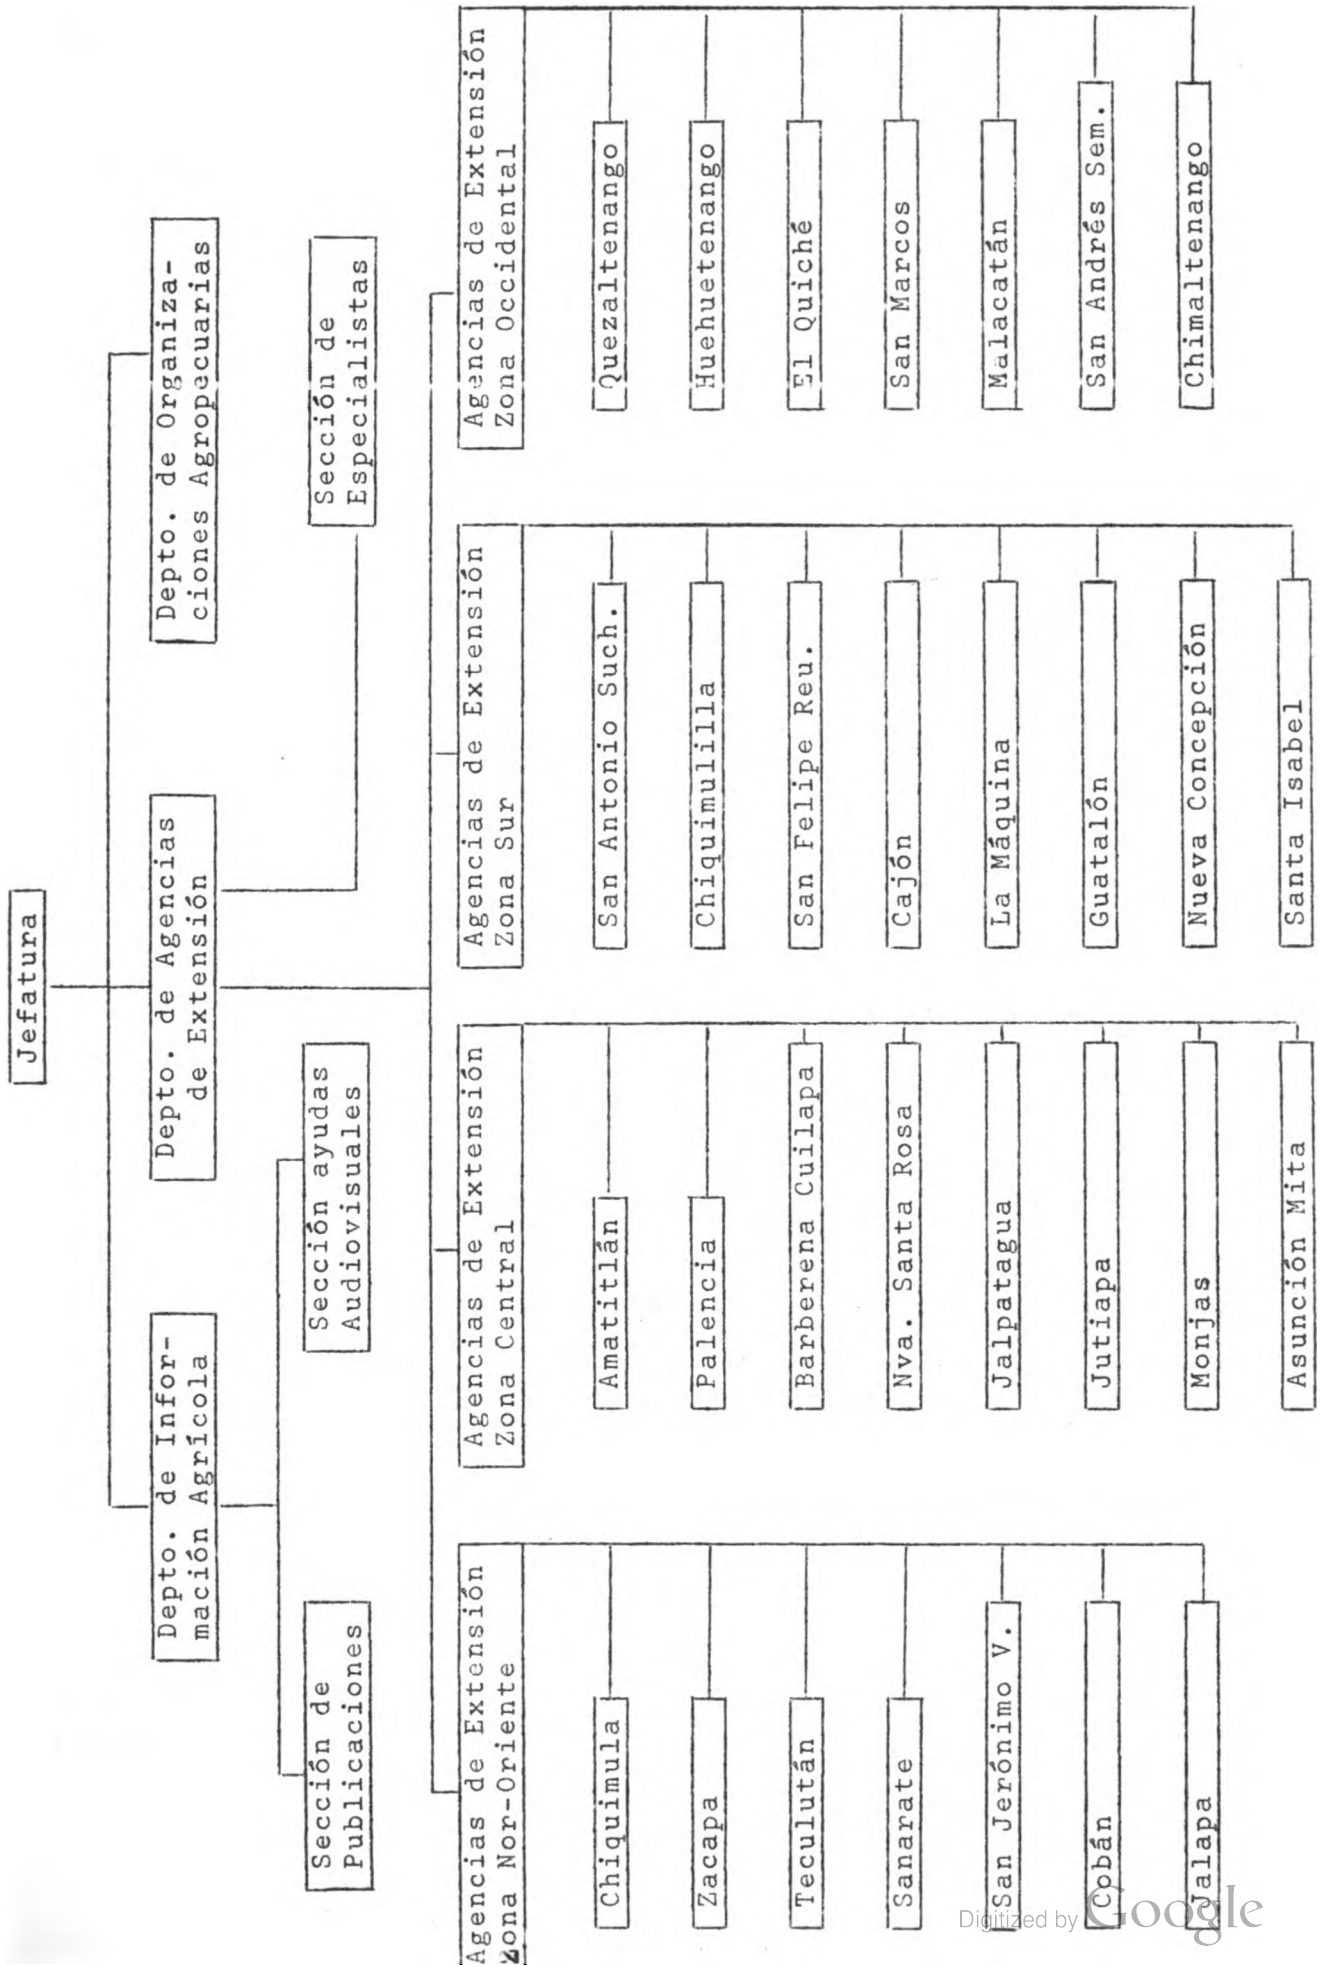 Jefatura
Depto. de Infor-
mación Agrícola
Depto. de Agencias
de Extensión
Depto. de Organiza-
ciones Agropecuarias
Sección de
Publicaciones
Sección ayudas
Audiovisuales
Sección de
Especialistas
Agencias de Extensión
Zona Nor-Oriente
Chiquimula
Zacapa
Teculután
Sanarate
San Jerónimo V.
Cobán
Jalapa
Agencias de Extensión
Zona Central
Amatitlán
Palencia
Barberena Cuilapa
Nva. Santa Rosa
Jalpatagua
Jutiapa
Monjas
Asunción Mita
Agencias de Extensión
Zona Sur
San Antonio Such.
Chiquimulilla
San Felipe Reu.
Cajón
La Máquina
Guatalón
Nueva Concepción
Santa Isabel
Agencias de Extensión
Zona Occidental
Quezaltenango
Huehuetenango
El Quiché
San Marcos
Malacatán
San Andrés Sem.
Chimaltenango
Digitized by Google